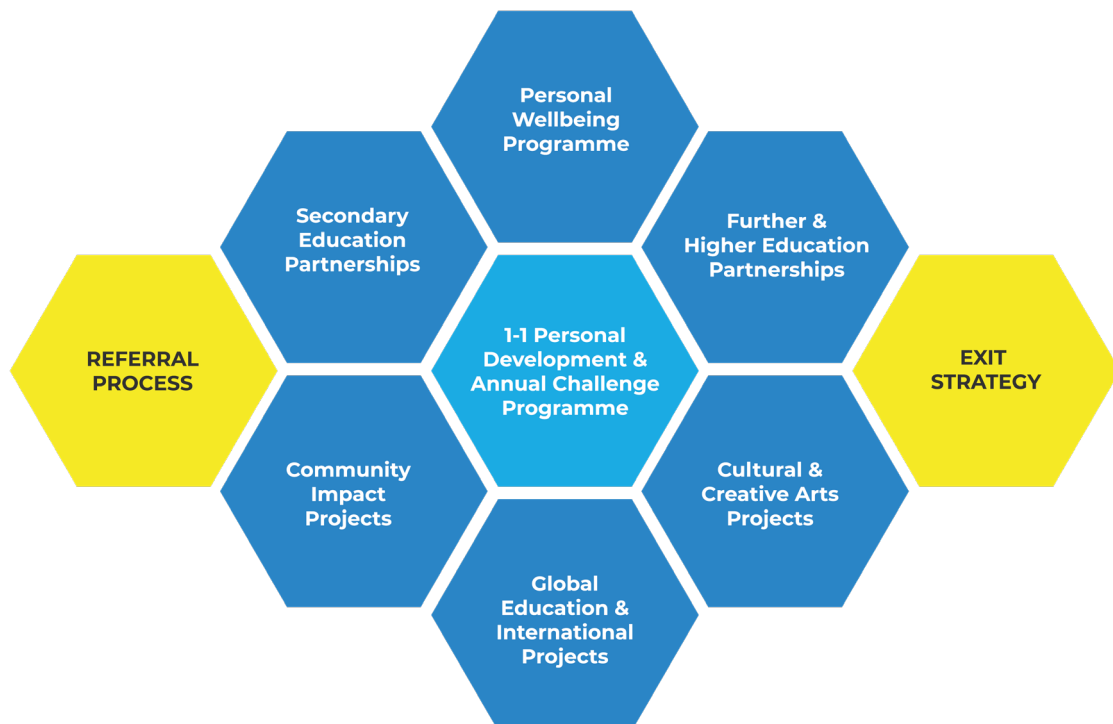 Personal
Wellbeing
Programme
Secondary
Education
Partnerships
Further &
Higher Education
Partnerships
REFERRAL
PROCESS
1-1 Personal
Development &
Annual Challenge
Programme
EXIT
STRATEGY
Community
Impact
Projects
Cultural &
Creative Arts
Projects
Global
Education &
International
Projects